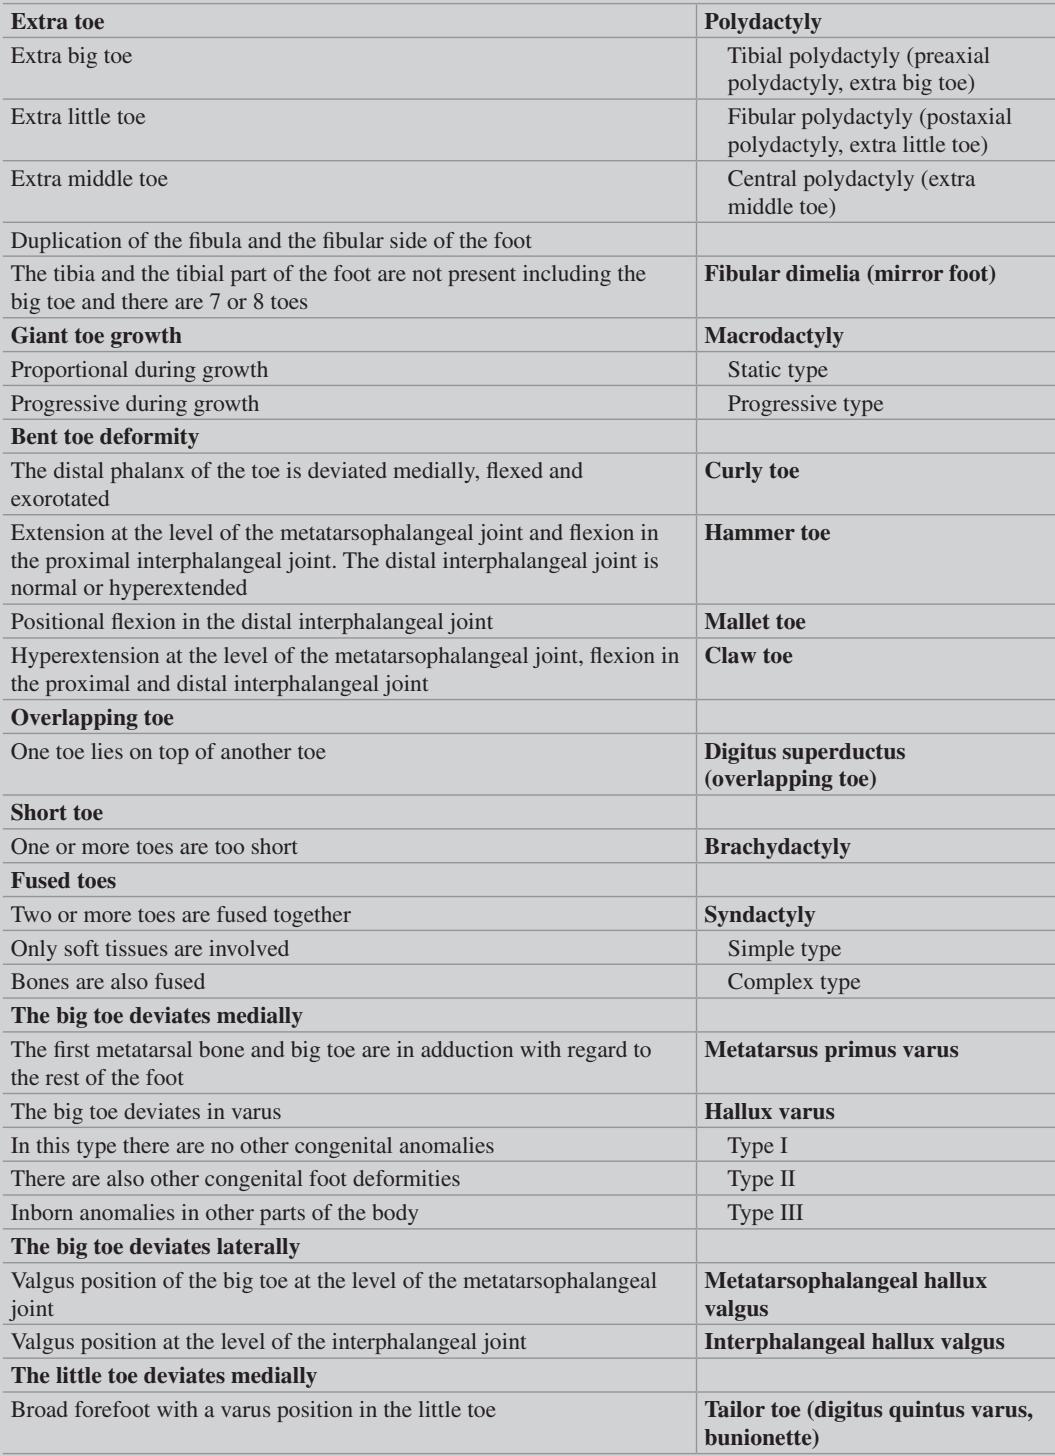 Extra toe
Polydactyly
Extra big toe
Tibial polydactyly (preaxial
polydactyly, extra big toe)
Extra little toe
Fibular polydactyly (postaxial
polydactyly, extra little toe)
Extra middle toe
Central polydactyly (extra
middle toe)
Duplication of the fibula and the fibular side of the foot
The tibia and the tibial part of the foot are not present including the
big toe and there are 7 or 8 toes
Fibular dimelia (mirror foot)
Giant toe growth
Macrodactyly
Proportional during growth
Static type
Progressive during growth
Progressive type
Bent toe deformity
The distal phalanx of the toe is deviated medially, flexed and
exorotated
Curly toe
Extension at the level of the metatarsophalangeal joint and flexion in
the proximal interphalangeal joint. The distal interphalangeal joint is
normal or hyperextended
Hammer toe
Positional flexion in the distal interphalangeal joint
Mallet toe
Hyperextension at the level of the metatarsophalangeal joint, flexion in
the proximal and distal interphalangeal joint
Claw toe
Overlapping toe
One toe lies on top of another toe
Digitus superductus
(overlapping toe)
Short toe
One or more toes are too short
Brachydactyly
Fused toes
Two or more toes are fused together
Syndactyly
Only soft tissues are involved
Simple type
Bones are also fused
Complex type
The big toe deviates medially
The first metatarsal bone and big toe are in adduction with regard to
the rest of the foot
Metatarsus primus varus
The big toe deviates in varus
Hallux varus
In this type there are no other congenital anomalies
Type I
There are also other congenital foot deformities
Type II
Inborn anomalies in other parts of the body
Type III
The big toe deviates laterally
Valgus position of the big toe at the level of the metatarsophalangeal
joint
Metatarsophalangeal hallux
valgus
Valgus position at the level of the interphalangeal joint
Interphalangeal hallux valgus
The little toe deviates medially
Broad forefoot with a varus position in the little toe
Tailor toe (digitus quintus varus,
bunionette)